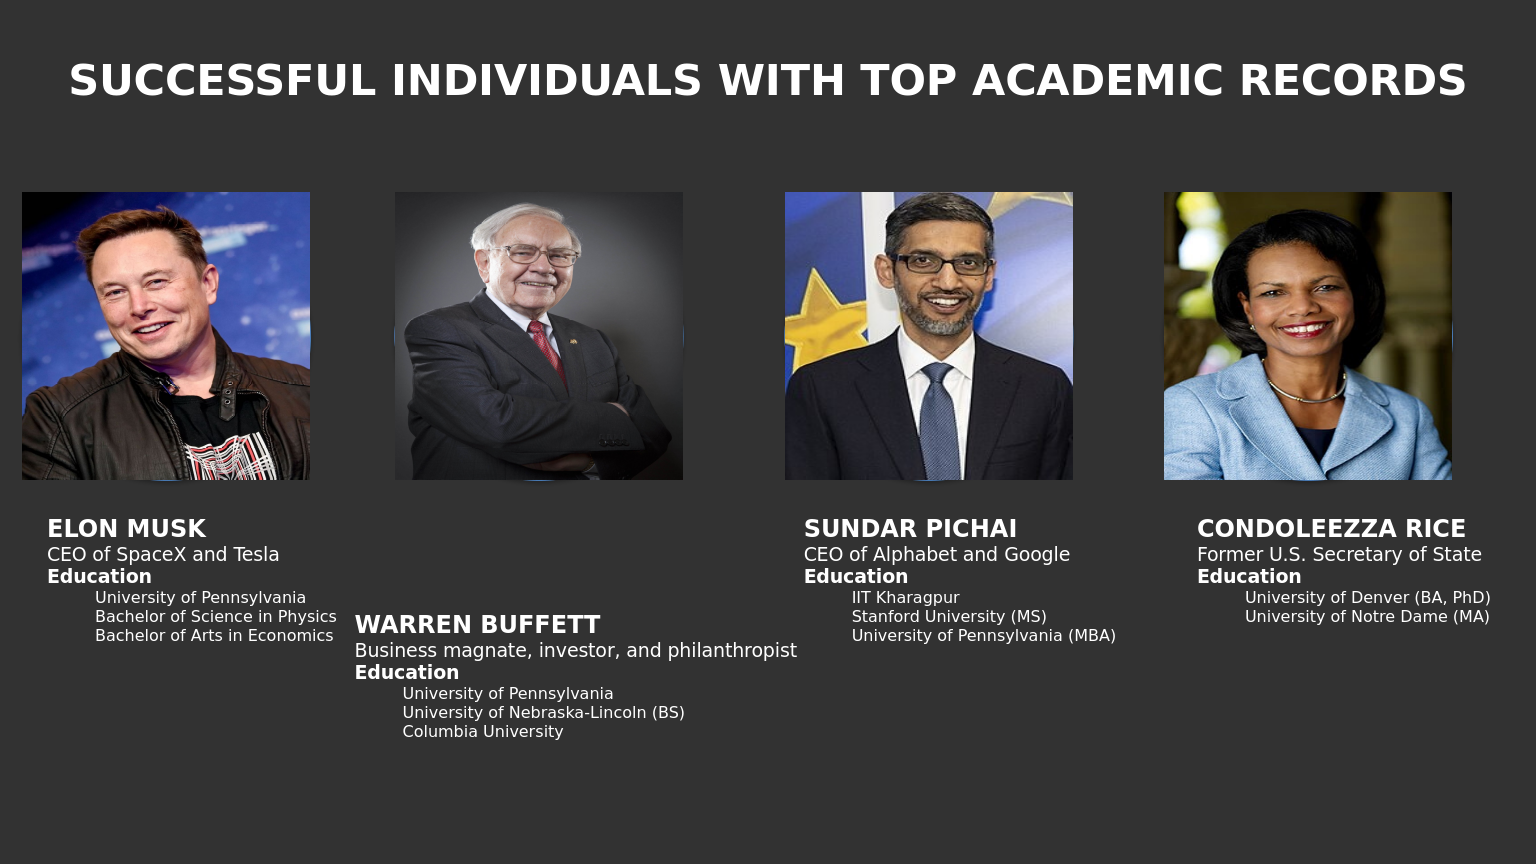 SUCCESSFUL INDIVIDUALS WITH TOP ACADEMIC RECORDS
ELON MUSK
CEO of SpaceX and Tesla
Education
University of Pennsylvania
Bachelor of Science in Physics
Bachelor of Arts in Economics
WARREN BUFFETT
Business magnate, investor, and philanthropist
Education
University of Pennsylvania
University of Nebraska-Lincoln (BS)
Columbia University
SUNDAR PICHAI
CEO of Alphabet and Google
Education
IIT Kharagpur
Stanford University (MS)
University of Pennsylvania (MBA)
CONDOLEEZZA RICE
Former U.S. Secretary of State
Education
University of Denver (BA, PhD)
University of Notre Dame (MA)